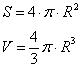 S = 4 · π · R²
V = 4/3 π · R³